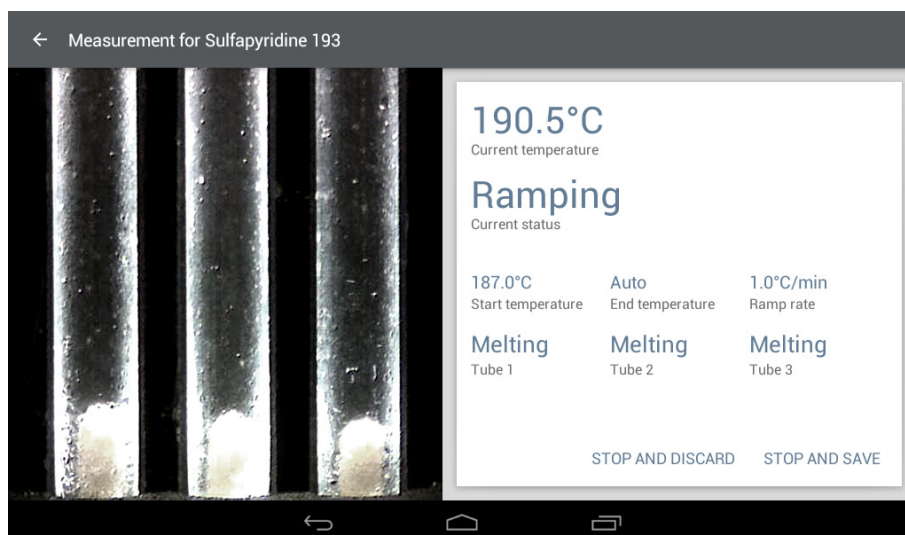 Measurement for Sulfapyridine 193
190.5°C
Current temperature
Ramping
Current status
187.0°C Auto 1.0°C/min
Start temperature End temperature Ramp rate
Melting Melting Melting
Tube 1 Tube 2 Tube 3
STOP AND DISCARD STOP AND SAVE